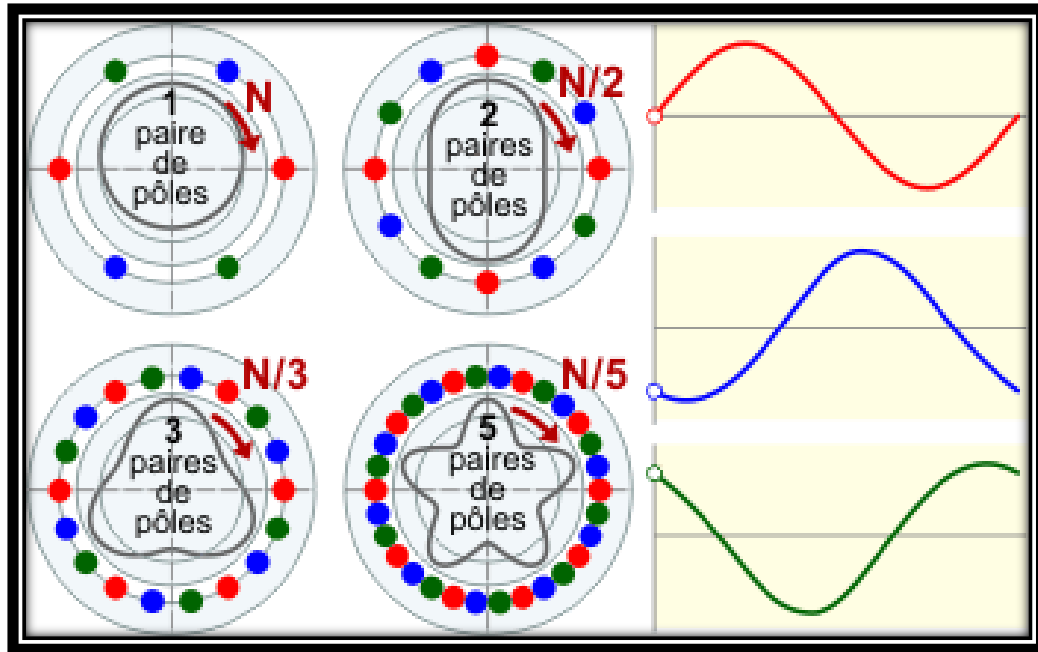 N
1
paire
de
pôles
N/2
2
paires
de
pôles
N/3
3
paires
de
pôles
N/5
5
paires
de
pôles